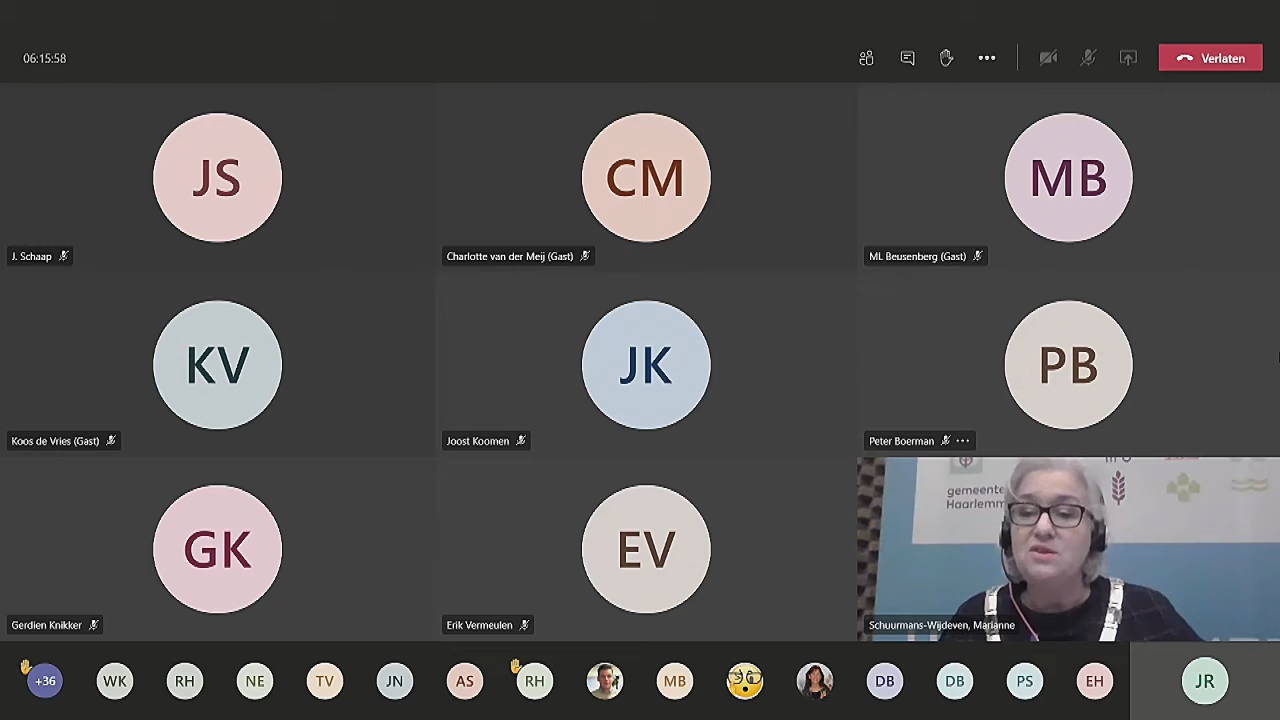 06:15:58
Verlaten
JS
CM
MB
J. Schaap
Charlotte van der Meij (Gast)
ML Beusenberg (Gast)
KV
JK
PB
Koos de Vries (Gast)
Joost Koomen
Peter Boerman
GK
EV
gemeente
Haarlemm
Gerdien Knikker
Erik Vermeulen
Schuurmans-Wijdeven, Marianne
+36
WK
RH
NE
TV
JN
AS
RH
MB
DB
DB
PS
EH
JR